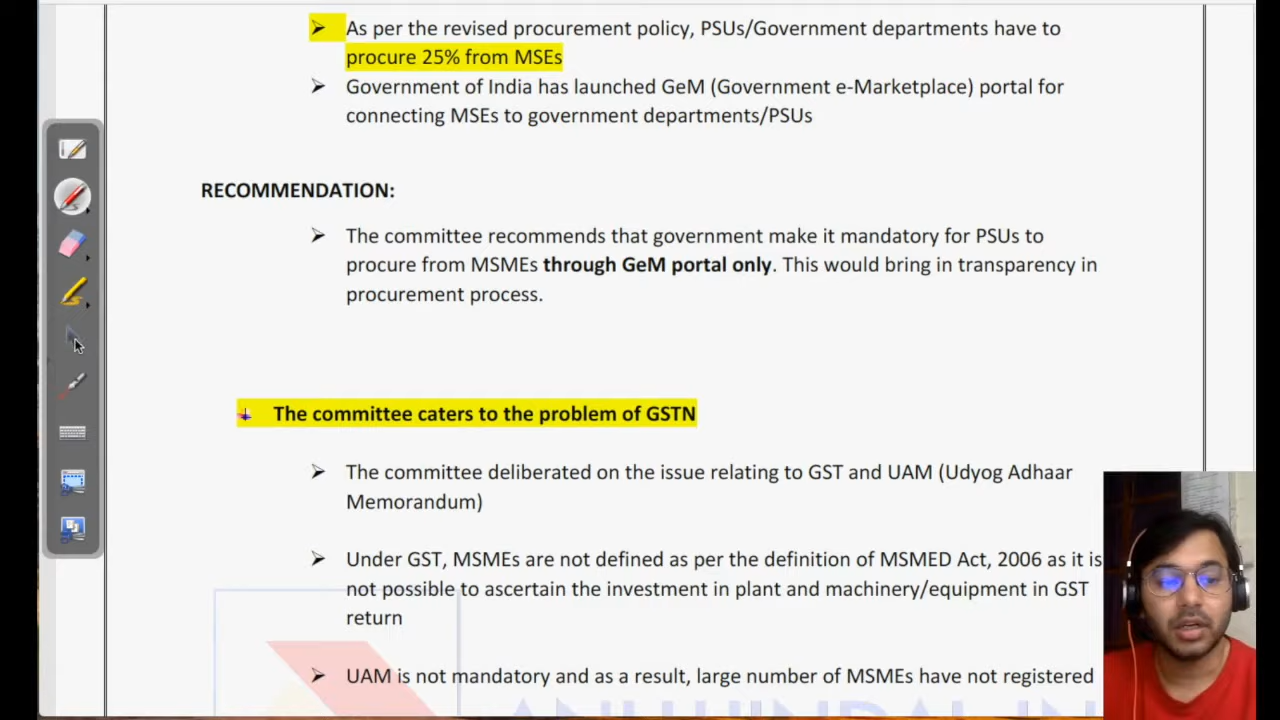 As per the revised procurement policy, PSUs/Government departments have to
procure 25% from MSEs
Government of India has launched GeM (Government e-Marketplace) portal for
connecting MSEs to government departments/PSUs
RECOMMENDATION:
The committee recommends that government make it mandatory for PSUs to
procure from MSMEs through GeM portal only. This would bring in transparency in
procurement process.
The committee caters to the problem of GSTN
The committee deliberated on the issue relating to GST and UAM (Udyog Adhaar
Memorandum)
Under GST, MSMEs are not defined as per the definition of MSMED Act, 2006 as it is
not possible to ascertain the investment in plant and machinery/equipment in GST
return
UAM is not mandatory and as a result, large number of MSMEs have not registered